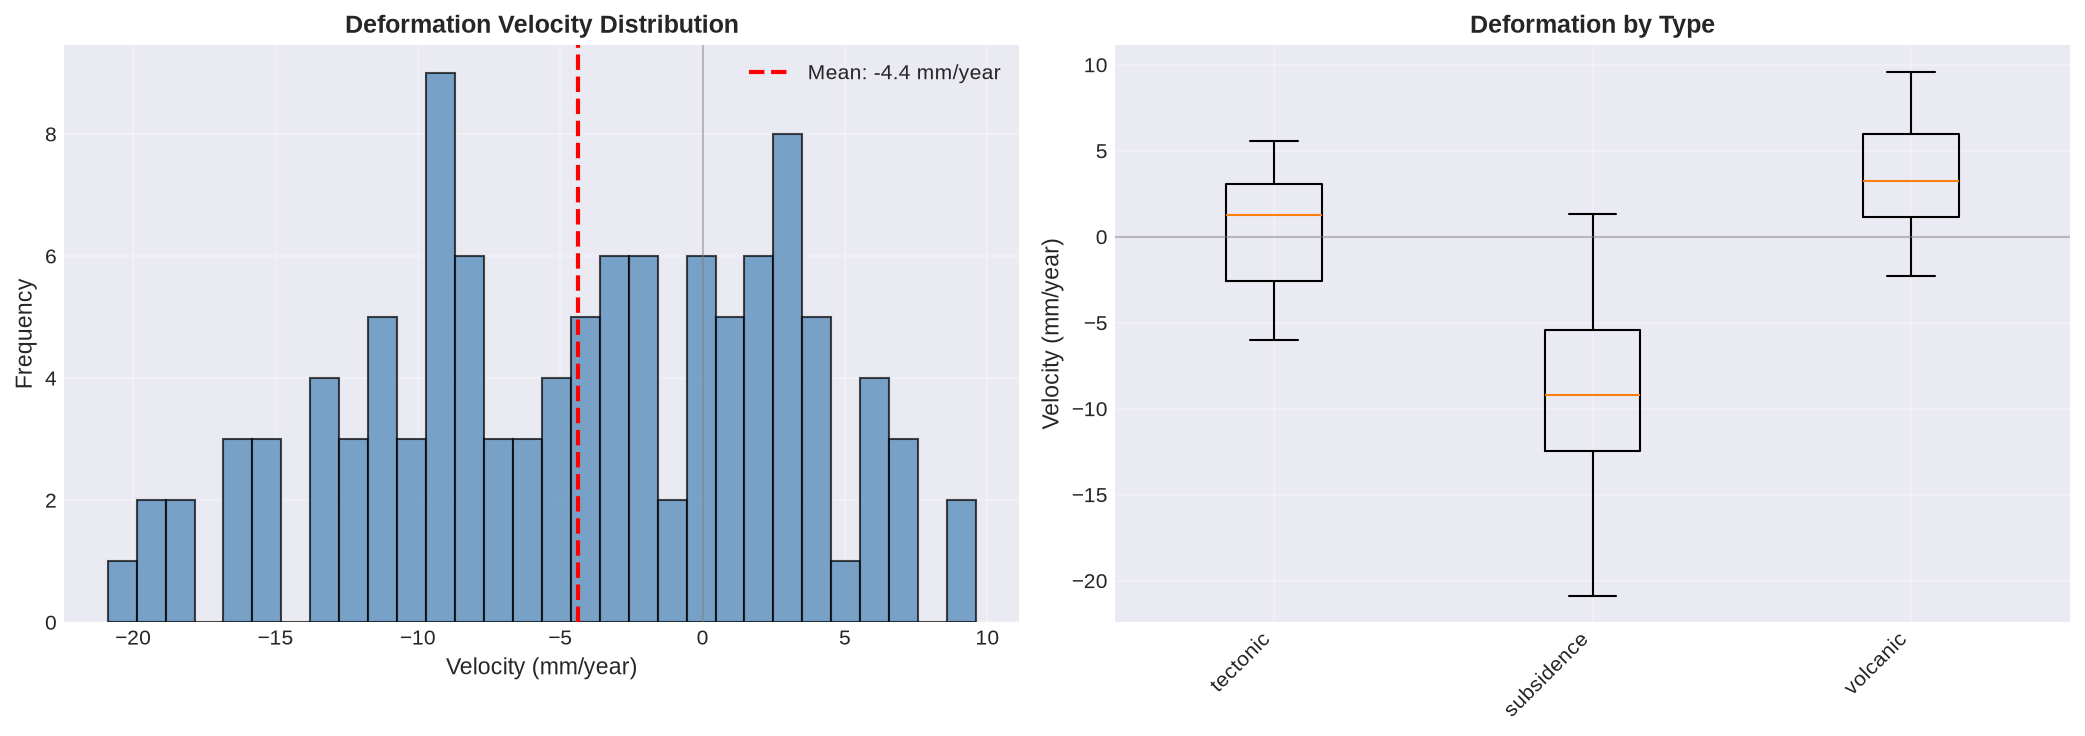 Deformation Velocity Distribution
Mean: -4.4 mm/year
Frequency
8
6
4
2
0
−20 −15 −10 −5 0 5 10
Velocity (mm/year)
Deformation by Type
Velocity (mm/year)
10
5
0
−5
−10
−15
−20
tectonic
subsidence
volcanic